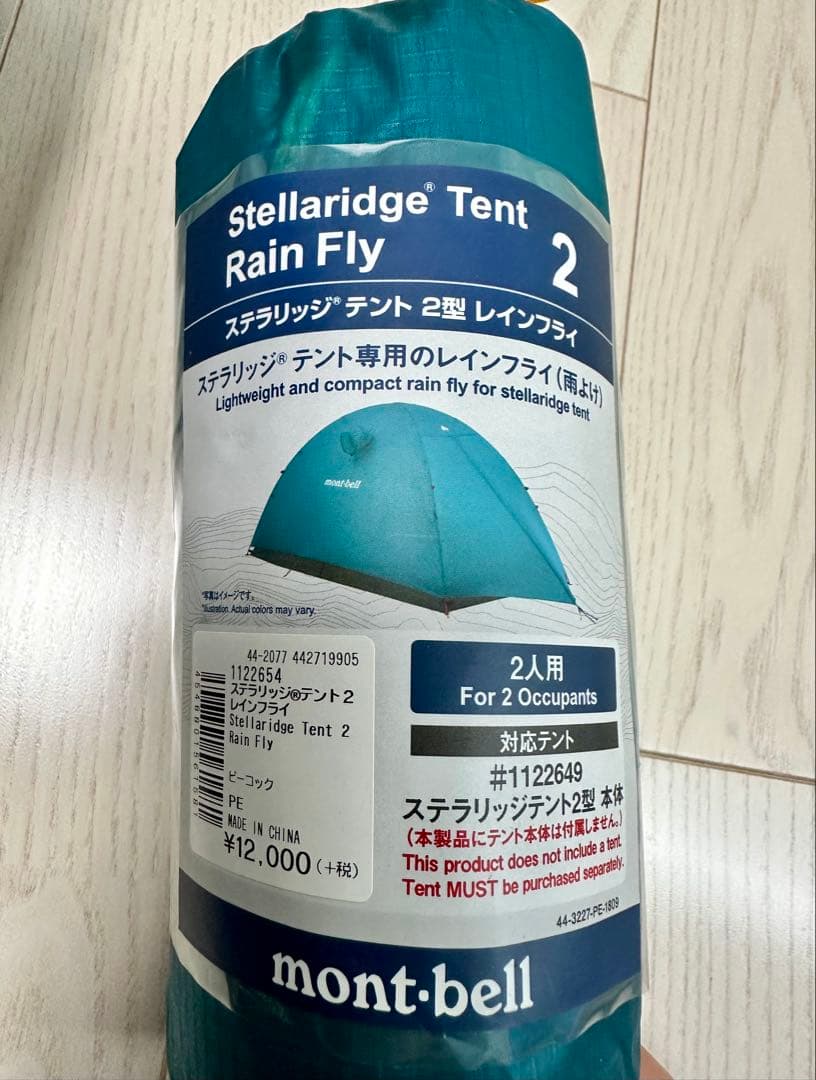 Stellaridge® Tent
Rain Fly
2
ステラリッジ® テント 2型 レインフライ
ステラリッジ® テント専用のレインフライ（雨よけ）
Lightweight and compact rain fly for stellaridge tent
mont-bell
*写真はイメージです。
*Illustration. Actual colors may vary.
44-2077 442719905
1122654
ステラリッジ®テント2
レインフライ
Stellaridge Tent 2
Rain Fly
ピーコック
PE
MADE IN CHINA
¥12,000(+税)
2人用
For 2 Occupants
対応テント
#1122649
ステラリッジテント2型 本体
(本製品にテント本体は付属しません。)
This product does not include a tent.
Tent MUST be purchased separately.
44-3227-PE-1809
mont-bell